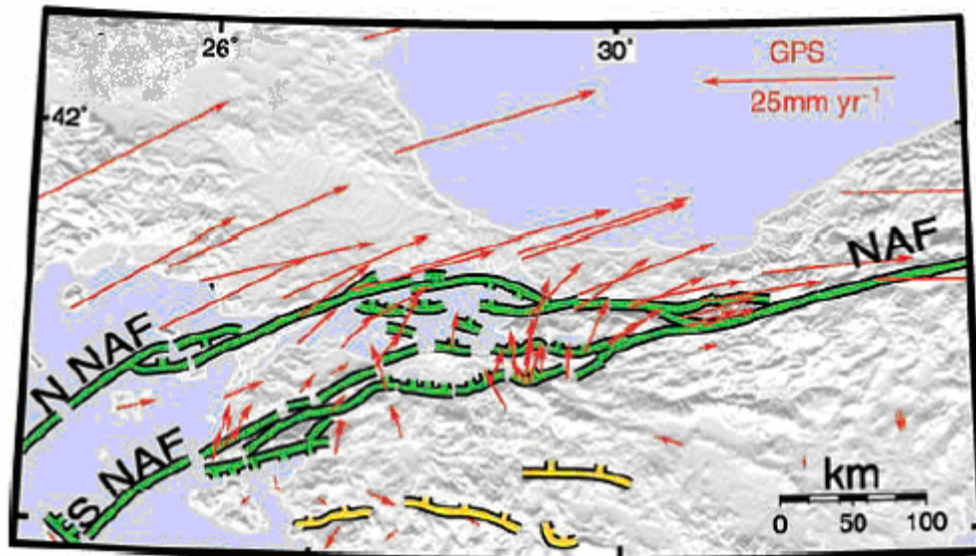 26°
30°
GPS
25mm yr-1
42°
NAF
N NAF
S NAF
km
0 50 100